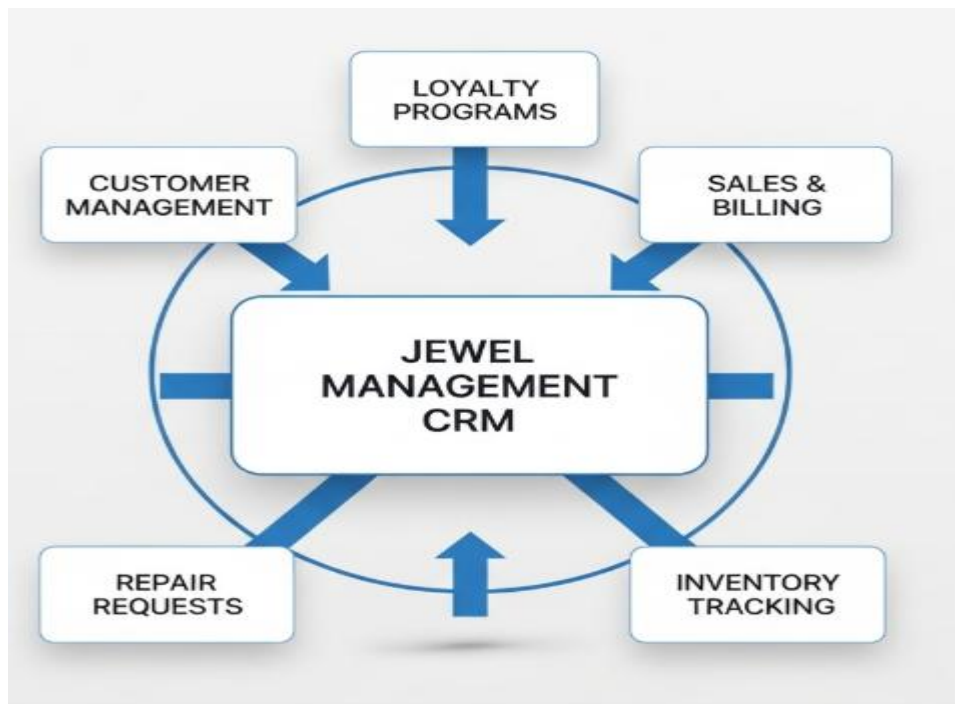 LOYALTY
PROGRAMS
CUSTOMER
MANAGEMENT
SALES &
BILLING
JEWEL
MANAGEMENT
CRM
REPAIR
REQUESTS
INVENTORY
TRACKING